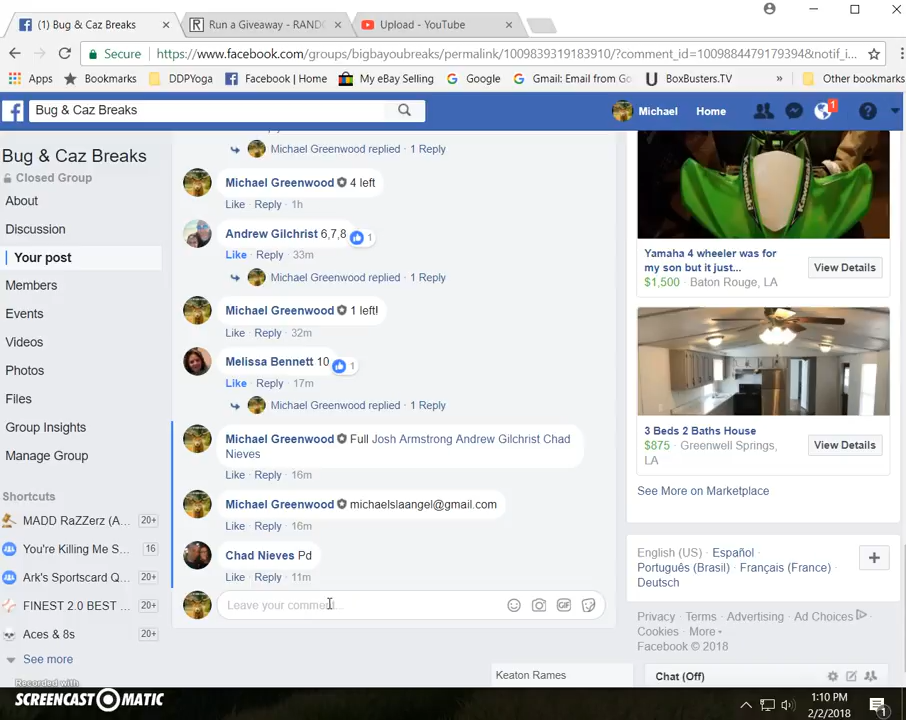 (1) Bug & Caz Breaks
Run a Giveaway - RAND
Upload - YouTube
Secure
https://www.facebook.com/groups/bigbayoubreaks/permalink/1009839319183910/?comment_id=1009884479179394&notif_i...
Apps
Bookmarks
DDPYoga
Facebook | Home
My eBay Selling
Google
Gmail: Email from Go
BoxBusters.TV
»
Other bookmarks
Bug & Caz Breaks
Michael
Home
1
Bug & Caz Breaks
Closed Group
About
Discussion
Your post
Members
Events
Videos
Photos
Files
Group Insights
Manage Group
Shortcuts
MADD RaZZerz (A... 20+
You're Killing Me S... 16
Ark's Sportscard Q... 20+
FINEST 2.0 BEST ... 20+
Aces & 8s 20+
See more
Recorded with
SCREENCAST-O-MATIC
Michael Greenwood replied · 1 Reply
Michael Greenwood 4 left
Like · Reply · 1h
Andrew Gilchrist 6,7,8 1
Like · Reply · 33m
Michael Greenwood replied · 1 Reply
Michael Greenwood 1 left!
Like · Reply · 32m
Melissa Bennett 10 1
Like · Reply · 17m
Michael Greenwood replied · 1 Reply
Michael Greenwood Full Josh Armstrong Andrew Gilchrist Chad
Nieves
Like · Reply · 16m
Michael Greenwood michaelslaangel@gmail.com
Like · Reply · 16m
Chad Nieves Pd
Like · Reply · 11m
Leave your comment...
GIF
Yamaha 4 wheeler was
for my son but it just...
$1,500 · Baton Rouge, LA
View Details
3 Beds 2 Baths House
$875 · Greenwell Springs,
LA
View Details
See More on Marketplace
English (US) · Español ·
Português (Brasil) · Français (France) ·
Deutsch
Privacy · Terms · Advertising · Ad Choices
Cookies · More
Facebook © 2018
Keaton Rames
Chat (Off)
1:10 PM
2/2/2018
1